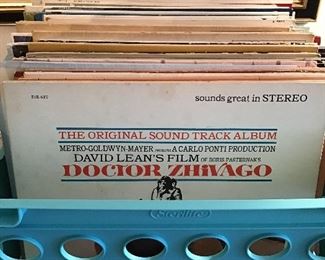 sounds great in STEREO
THE ORIGINAL SOUND TRACK ALBUM
METRO-GOLDWYN-MAYER PRESENTS A CARLO PONTI PRODUCTION
DAVID LEAN'S FILM OF BORIS PASTERNAK'S
DOCTOR ZHIVAGO
Sterilite